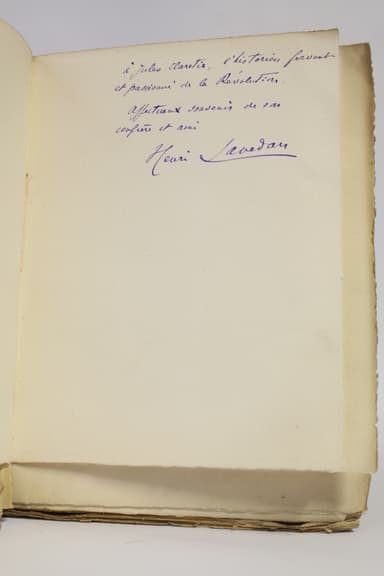 à Jules Claretie, l'historien fervent
et passionné de la Révolution.
Affectueux souvenir de son
confrère et ami
Henri Lavedan